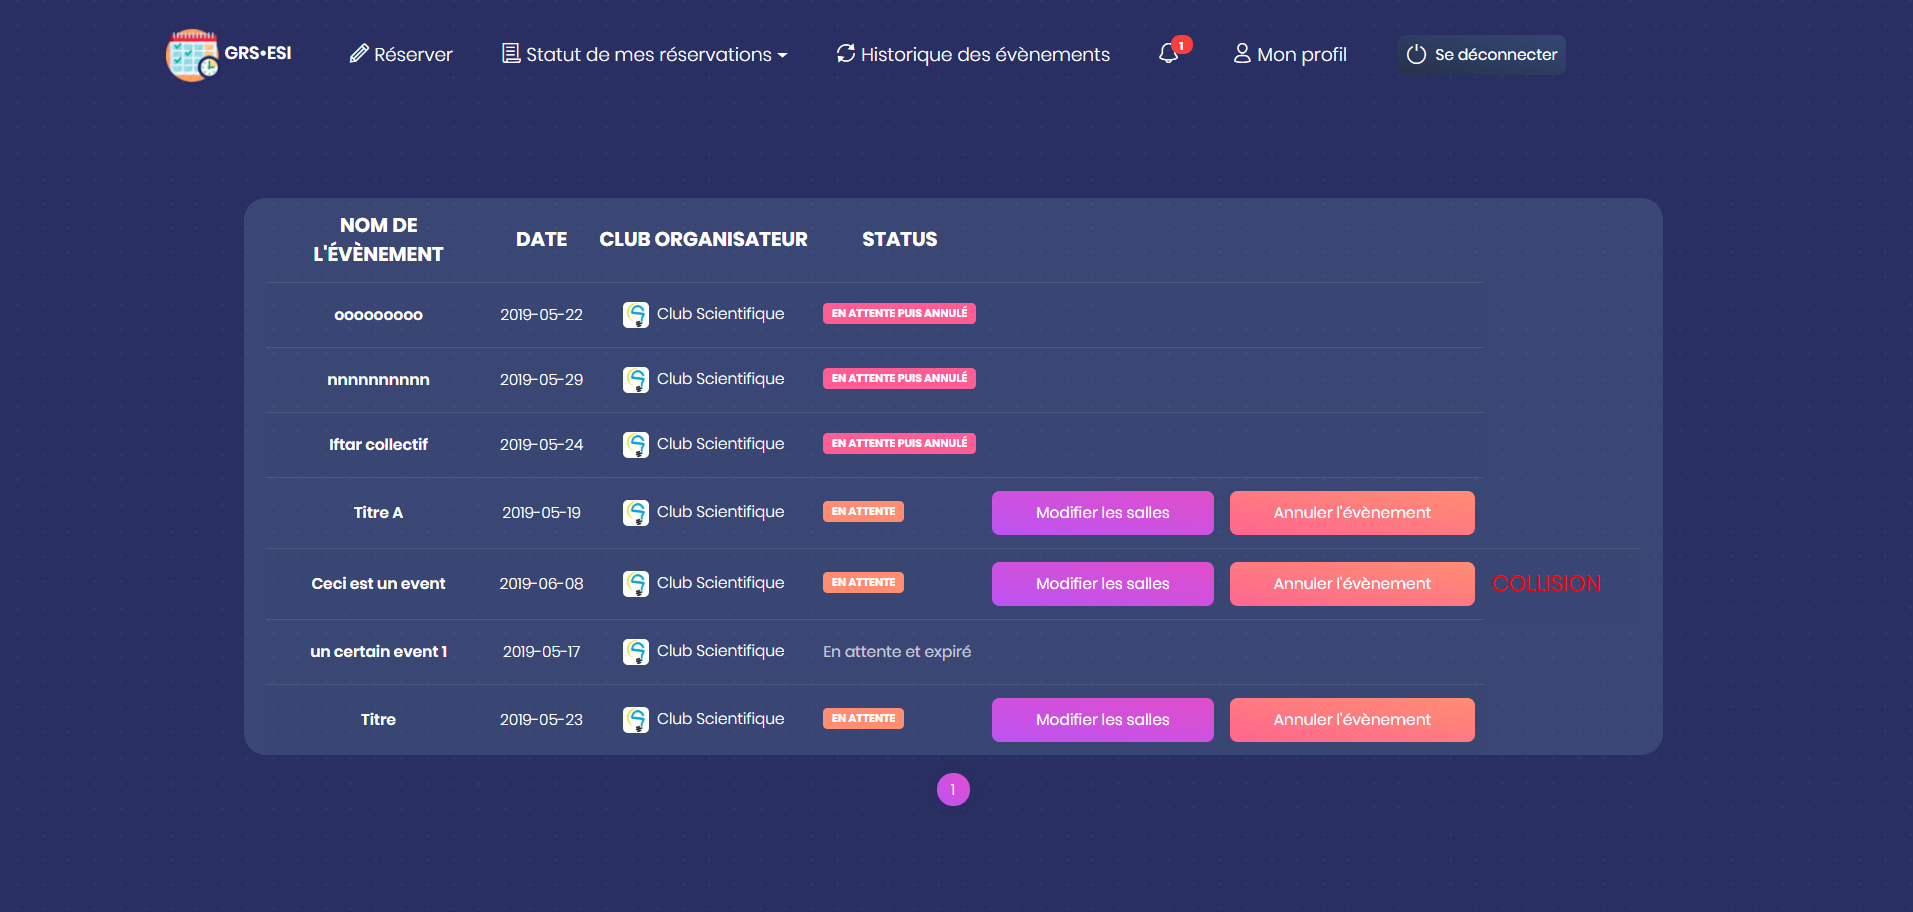 GRS•ESI
Réserver
Statut de mes réservations
Historique des évènements
1
Mon profil
Se déconnecter
NOM DE
L'ÉVÈNEMENT
DATE
CLUB ORGANISATEUR
STATUS
ooooooooo 2019-05-22 Club Scientifique EN ATTENTE PUIS ANNULÉ
nnnnnnnnnn 2019-05-29 Club Scientifique EN ATTENTE PUIS ANNULÉ
Iftar collectif 2019-05-24 Club Scientifique EN ATTENTE PUIS ANNULÉ
Titre A 2019-05-19 Club Scientifique EN ATTENTE Modifier les salles Annuler l'évènement
Ceci est un event 2019-06-08 Club Scientifique EN ATTENTE Modifier les salles Annuler l'évènement COLLISION
un certain event 1 2019-05-17 Club Scientifique En attente et expiré
Titre 2019-05-23 Club Scientifique EN ATTENTE Modifier les salles Annuler l'évènement
1